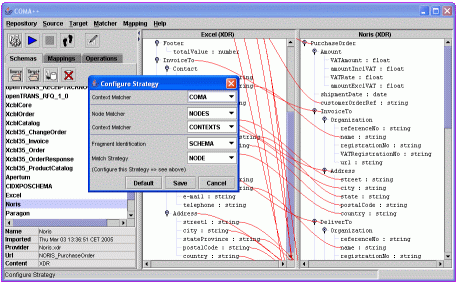 COMA++
Repository Source Target Matcher Mapping Help
Schemas Mappings Operations
openTRANS_RFQ_1_0
XcblCore
XcblOrder
XcblCatalog
Xcbl35_ChangeOrder
Xcbl35_Invoice
Xcbl35_Order
Xcbl35_OrderResponse
Xcbl35_ProductCatalog
Apertum
CIDXPOSCHEMA
Excel
Noris
Paragon
Name Noris
Imported Thu Mar 03 13:36:51 CET 2005
Provider Noris.xdr
Url NORIS_PurchaseOrder
Content XDR
Configure Strategy
Excel (XDR)
Footer
totalValue : number
InvoiceTo
Contact
e-mail : string
telephone : string
Address
street1 : string
city : string
stateProvince : string
postalCode : string
country : string
Configure Strategy
Context Matcher COMA
Node Matcher NODES
Context Matcher CONTEXTS
Fragment Identification SCHEMA
Match Strategy NODE
(Configure this Strategy => see above)
Default Save Cancel
Noris (XDR)
PurchaseOrder
Amount
VATAmount : float
amountInclVAT : float
VATRate : float
amountExclVAT : float
shipmentDate : date
customerOrderRef : string
InvoiceTo
Organization
referenceNo : string
name : string
registrationNo : string
VATRegistrationNo : string
url : string
Address
street : string
city : string
state : string
postalCode : string
country : string
DeliverTo
Organization
referenceNo : string
name : string
registrationNo : string